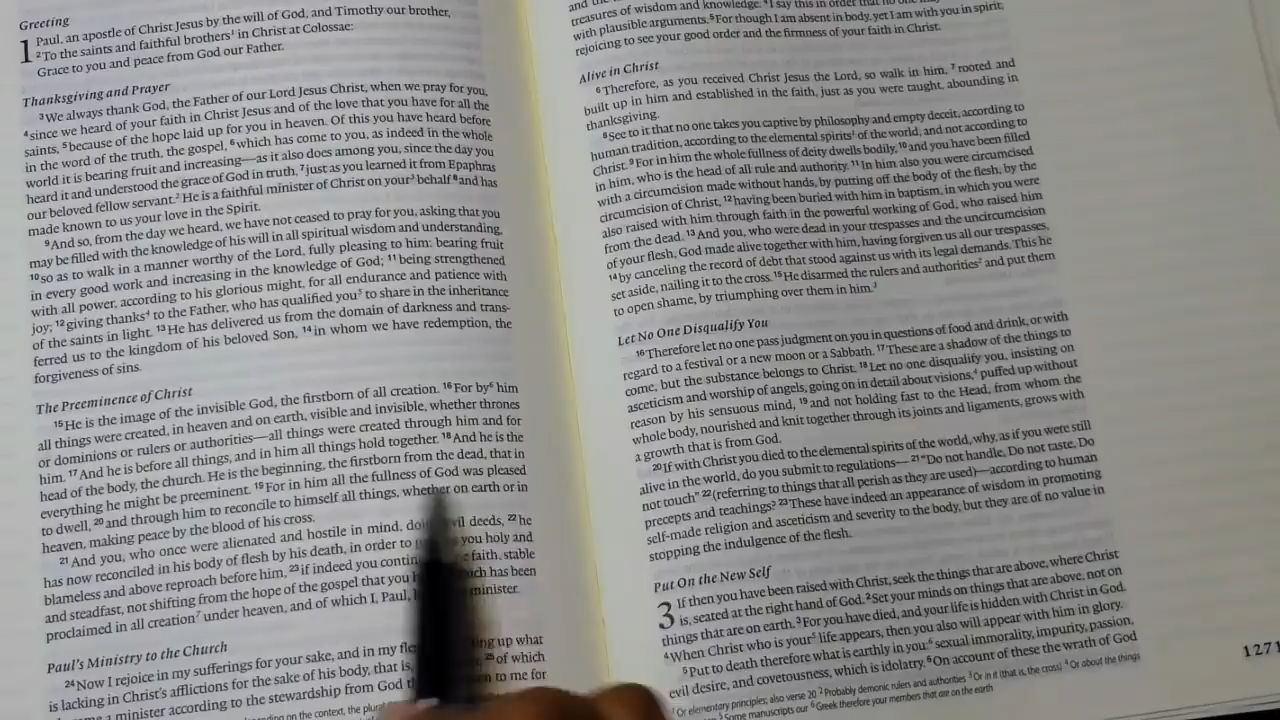 Greeting
1 Paul, an apostle of Christ Jesus by the will of God, and Timothy our brother,
2 To the saints and faithful brothers1 in Christ at Colossae:
Grace to you and peace from God our Father.
Thanksgiving and Prayer
3 We always thank God, the Father of our Lord Jesus Christ, when we pray for you,
4 since we heard of your faith in Christ Jesus and of the love that you have for all the
saints, 5 because of the hope laid up for you in heaven. Of this you have heard before
in the word of the truth, the gospel, 6 which has come to you, as indeed in the whole
world it is bearing fruit and increasing—as it also does among you, since the day you
heard it and understood the grace of God in truth, 7 just as you learned it from Epaphras
our beloved fellow servant.2 He is a faithful minister of Christ on your3 behalf 8 and has
made known to us your love in the Spirit.
9 And so, from the day we heard, we have not ceased to pray for you, asking that you
may be filled with the knowledge of his will in all spiritual wisdom and understanding,
10 so as to walk in a manner worthy of the Lord, fully pleasing to him: bearing fruit
in every good work and increasing in the knowledge of God; 11 being strengthened
with all power, according to his glorious might, for all endurance and patience with
joy; 12 giving thanks4 to the Father, who has qualified you5 to share in the inheritance
of the saints in light. 13 He has delivered us from the domain of darkness and trans-
ferred us to the kingdom of his beloved Son, 14 in whom we have redemption, the
forgiveness of sins.
The Preeminence of Christ
15 He is the image of the invisible God, the firstborn of all creation. 16 For by6 him
all things were created, in heaven and on earth, visible and invisible, whether thrones
or dominions or rulers or authorities—all things were created through him and for
him. 17 And he is before all things, and in him all things hold together. 18 And he is the
head of the body, the church. He is the beginning, the firstborn from the dead, that in
everything he might be preeminent. 19 For in him all the fullness of God was pleased
to dwell, 20 and through him to reconcile to himself all things, whether on earth or in
heaven, making peace by the blood of his cross.
21 And you, who once were alienated and hostile in mind, deeds, 22 he
has now reconciled in his body of flesh by his death, in order to you holy and
blameless and above reproach before him, 23 if indeed you faith, stable
and steadfast, not shifting from the hope of the gospel that you has been
proclaimed in all creation7 under heaven, and of which I, Paul, minister.
Paul's Ministry to the Church
24 Now I rejoice in my sufferings for your sake, and in my up what
is lacking in Christ's afflictions for the sake of his body, that is, 25 of which
a minister according to the stewardship from God to me for
on the context, the
and the
treasures of wisdom and knowledge. 4 I say this in order that no one
with plausible arguments. 5 For though I am absent in body, yet I am with you in spirit,
rejoicing to see your good order and the firmness of your faith in Christ.
Alive in Christ
6 Therefore, as you received Christ Jesus the Lord, so walk in him, 7 rooted and
built up in him and established in the faith, just as you were taught, abounding in
thanksgiving.
8 See to it that no one takes you captive by philosophy and empty deceit, according to
human tradition, according to the elemental spirits1 of the world, and not according to
Christ. 9 For in him the whole fullness of deity dwells bodily, 10 and you have been filled
in him, who is the head of all rule and authority. 11 In him also you were circumcised
with a circumcision made without hands, by putting off the body of the flesh, by the
circumcision of Christ, 12 having been buried with him in baptism, in which you were
also raised with him through faith in the powerful working of God, who raised him
from the dead. 13 And you, who were dead in your trespasses and the uncircumcision
of your flesh, God made alive together with him, having forgiven us all our trespasses,
14 by canceling the record of debt that stood against us with its legal demands. This he
set aside, nailing it to the cross. 15 He disarmed the rulers and authorities2 and put them
to open shame, by triumphing over them in him.3
Let No One Disqualify You
16 Therefore let no one pass judgment on you in questions of food and drink, or with
regard to a festival or a new moon or a Sabbath. 17 These are a shadow of the things to
come, but the substance belongs to Christ. 18 Let no one disqualify you, insisting on
asceticism and worship of angels, going on in detail about visions,4 puffed up without
reason by his sensuous mind, 19 and not holding fast to the Head, from whom the
whole body, nourished and knit together through its joints and ligaments, grows with
a growth that is from God.
20 If with Christ you died to the elemental spirits of the world, why, as if you were still
alive in the world, do you submit to regulations— 21 "Do not handle, Do not taste, Do
not touch" 22 (referring to things that all perish as they are used)—according to human
precepts and teachings? 23 These have indeed an appearance of wisdom in promoting
self-made religion and asceticism and severity to the body, but they are of no value in
stopping the indulgence of the flesh.
Put On the New Self
3 If then you have been raised with Christ, seek the things that are above, where Christ
is, seated at the right hand of God. 2 Set your minds on things that are above, not on
things that are on earth. 3 For you have died, and your life is hidden with Christ in God.
4 When Christ who is your5 life appears, then you also will appear with him in glory.
5 Put to death therefore what is earthly in you:6 sexual immorality, impurity, passion,
evil desire, and covetousness, which is idolatry. 6 On account of these the wrath of God
1 Or elementary principles; also verse 20 2 Probably demonic rulers and authorities 3 Or in it (that is, the cross) 4 Or about the things
5 Some manuscripts our 6 Greek therefore your members that are on the earth
1271